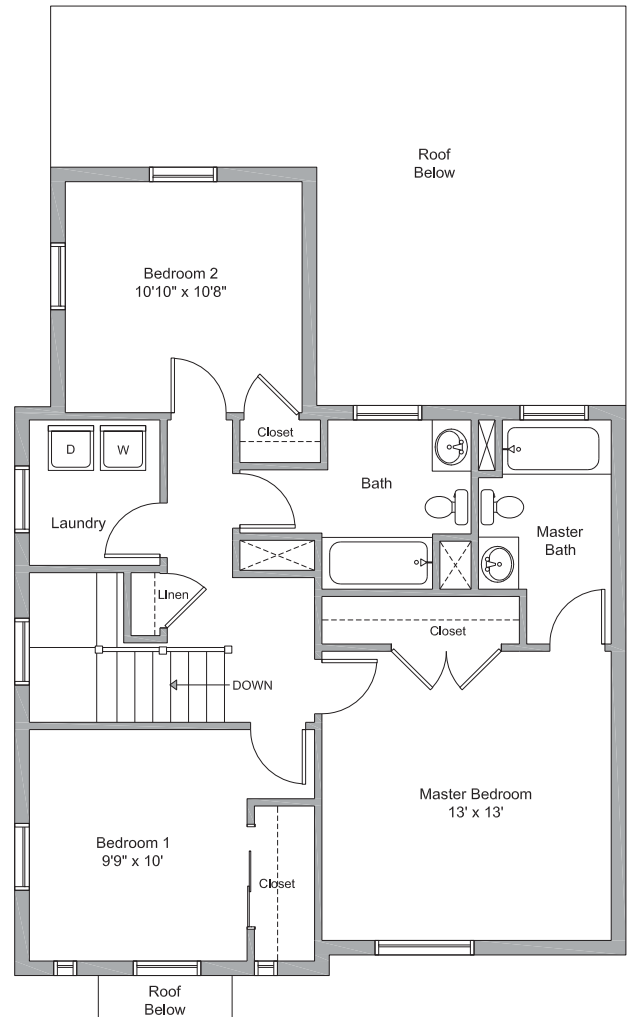 Roof
Below
Bedroom 2
10'10" x 10'8"
Closet
D
W
Laundry
Bath
Master
Bath
LInen
Closet
DOWN
Master Bedroom
13' x 13'
Bedroom 1
9'9" x 10'
Closet
Roof
Below